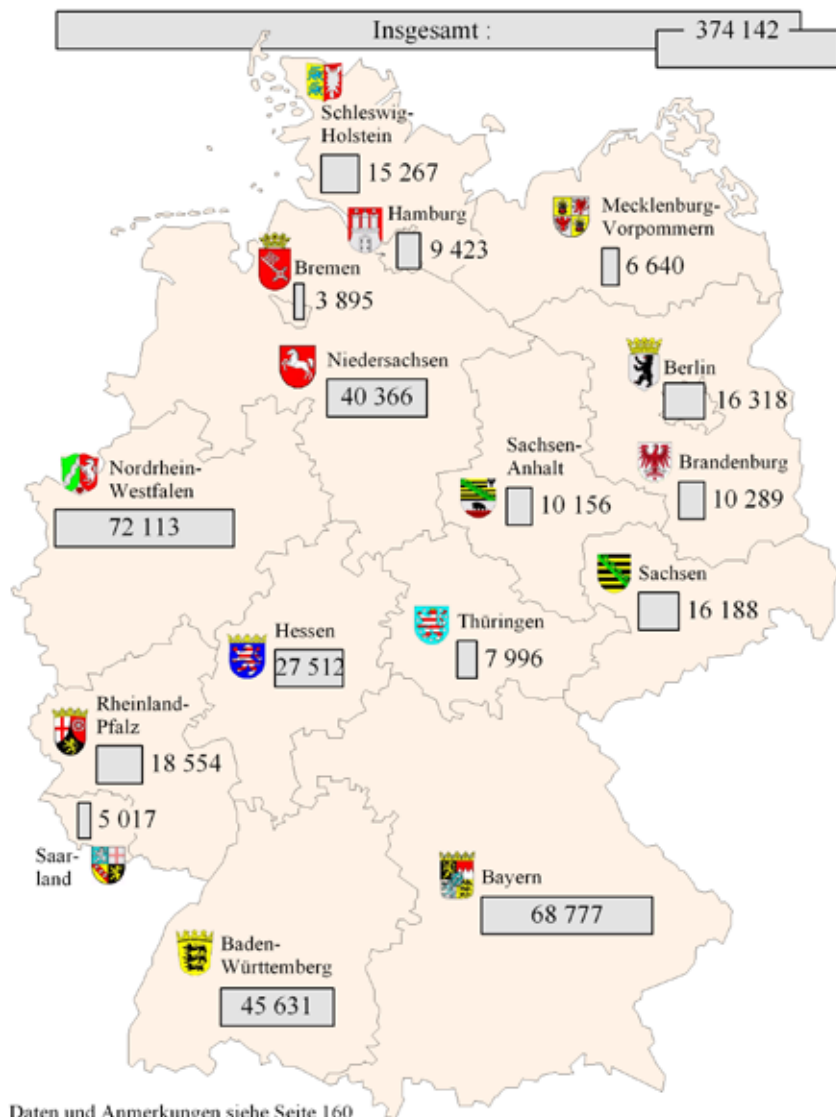 Insgesamt : 374 142
Schleswig-
Holstein
15 267
Hamburg
9 423
Mecklenburg-
Vorpommern
6 640
Bremen
3 895
Niedersachsen
40 366
Berlin
16 318
Nordrhein-
Westfalen
72 113
Sachsen-
Anhalt
10 156
Brandenburg
10 289
Sachsen
16 188
Hessen
27 512
Thüringen
7 996
Rheinland-
Pfalz
18 554
5 017
Saar-
land
Bayern
68 777
Baden-
Württemberg
45 631
Daten und Anmerkungen siehe Seite 160